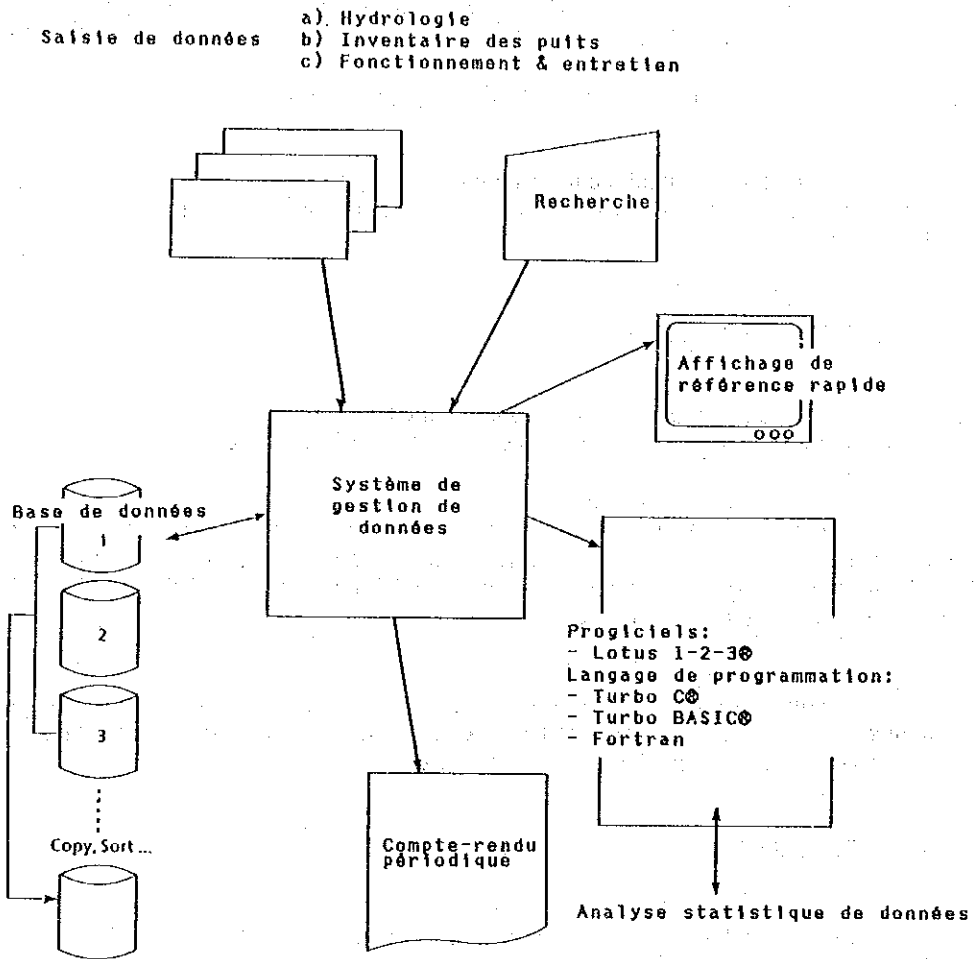 Saisie de données
a) Hydrologie
b) Inventaire des puits
c) Fonctionnement & entretien
Recherche
Affichage de
référence rapide
Système de
gestion de
données
Base de données
1
2
3
Copy, Sort ...
Progiciels:
- Lotus 1-2-3®
Langage de programmation:
- Turbo C®
- Turbo BASIC®
- Fortran
Compte-rendu
périodique
Analyse statistique de données